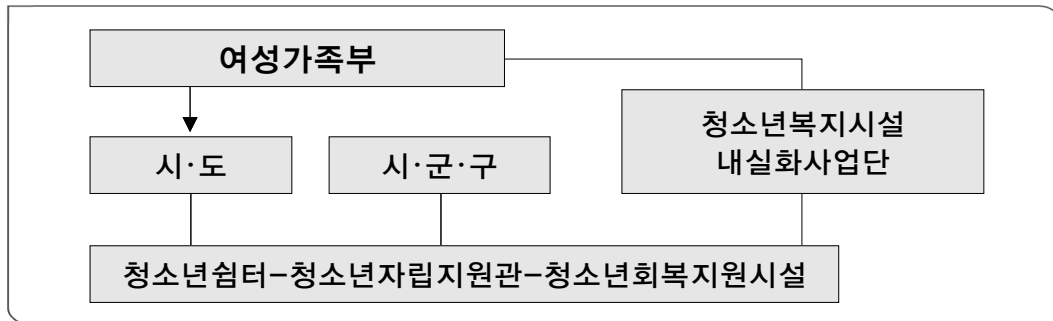 여성가족부
시·도
시·군·구
청소년복지시설
내실화사업단
청소년쉼터-청소년자립지원관-청소년회복지원시설